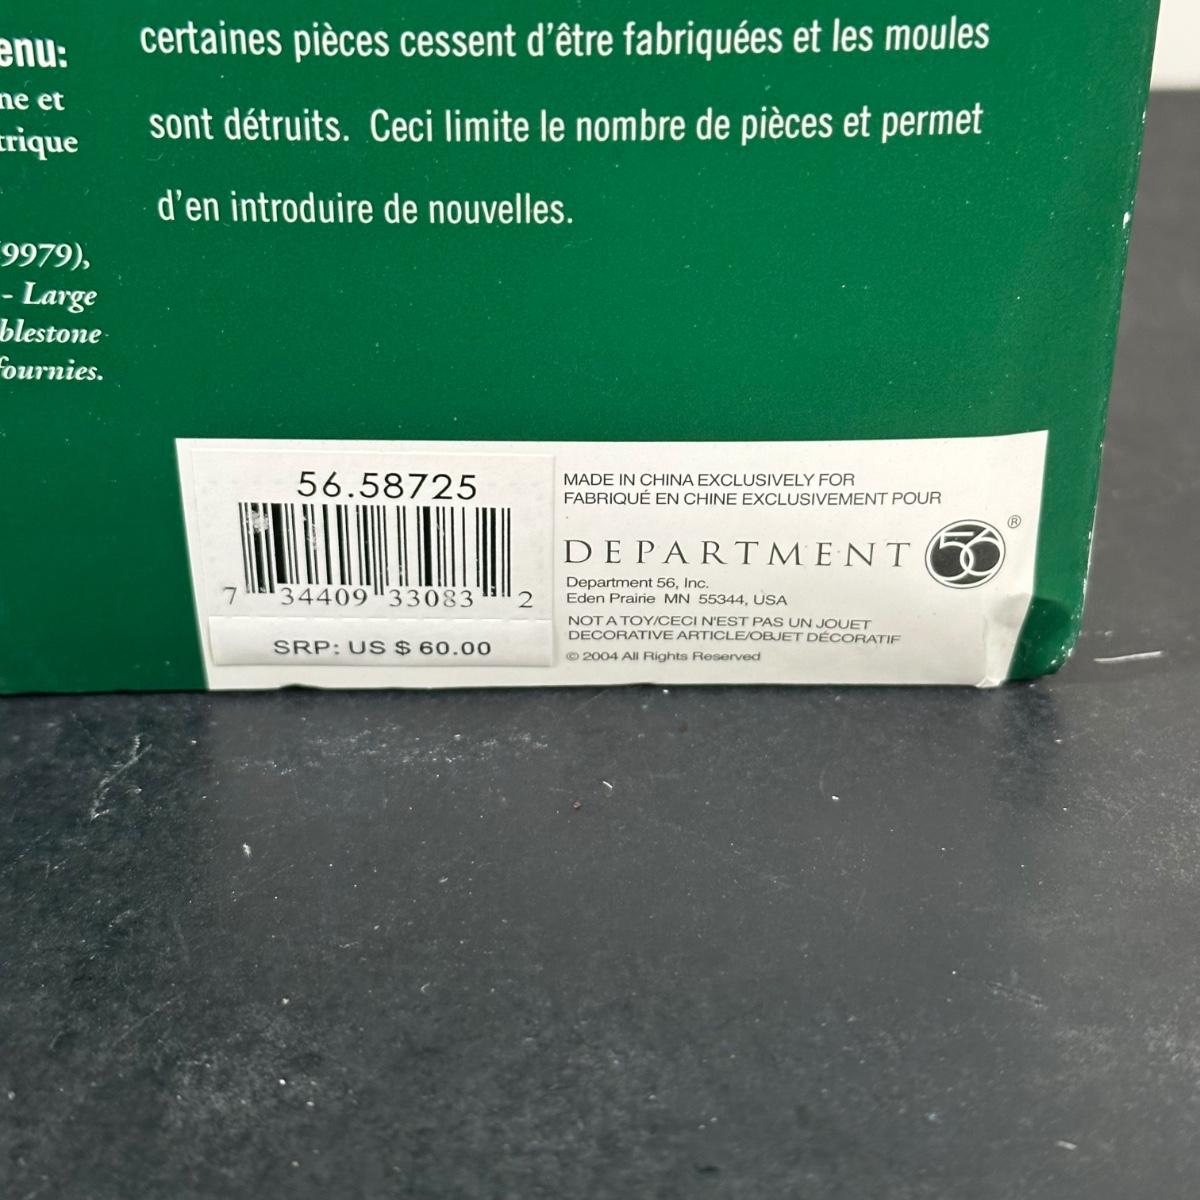 enu:
ne et
trique
9979),
- Large
blestone
fournies.
certaines pièces cessent d'être fabriquées et les moules
sont détruits. Ceci limite le nombre de pièces et permet
d'en introduire de nouvelles.
56.58725
7 34409 33083 2
SRP: US $ 60.00
MADE IN CHINA EXCLUSIVELY FOR
FABRIQUÉ EN CHINE EXCLUSIVEMENT POUR
DEPARTMENT 56 ®
Department 56, Inc.
Eden Prairie MN 55344, USA
NOT A TOY/CECI N'EST PAS UN JOUET
DECORATIVE ARTICLE/OBJET DÉCORATIF
© 2004 All Rights Reserved